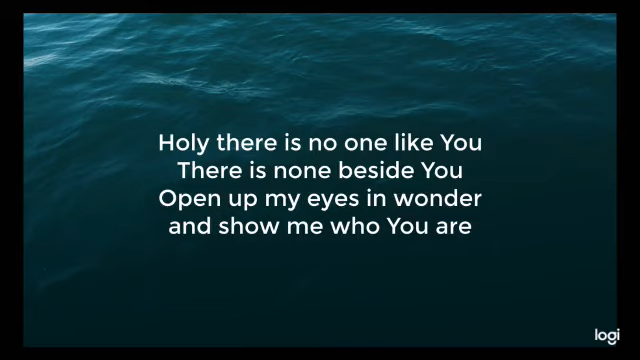 Holy there is no one like You
There is none beside You
Open up my eyes in wonder
and show me who You are
logi